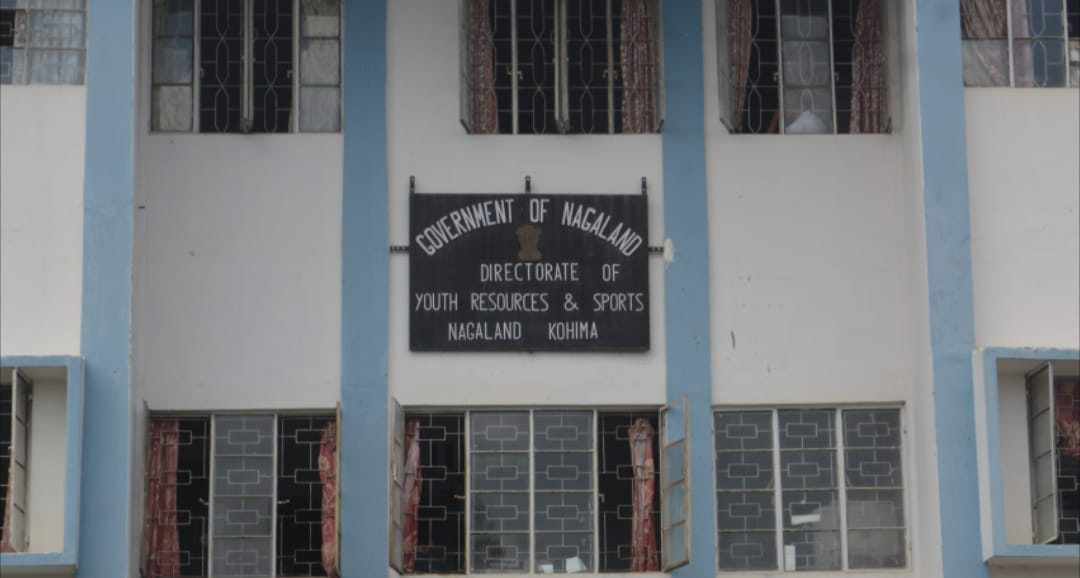 GOVERNMENT OF NAGALAND
DIRECTORATE OF
YOUTH RESOURCES & SPORTS
NAGALAND KOHIMA